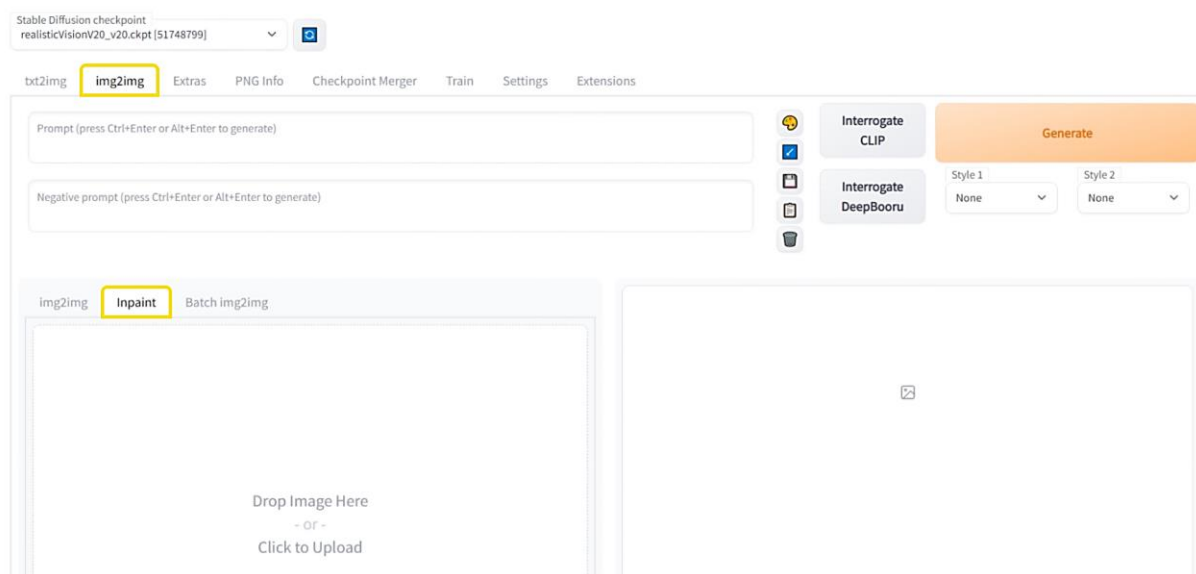 Stable Diffusion checkpoint
realisticVisionV20_v20.ckpt [51748799]
txt2img img2img Extras PNG Info Checkpoint Merger Train Settings Extensions
Prompt (press Ctrl+Enter or Alt+Enter to generate)
Negative prompt (press Ctrl+Enter or Alt+Enter to generate)
Interrogate
CLIP
Interrogate
DeepBooru
Generate
Style 1
None
Style 2
None
img2img Inpaint Batch img2img
Drop Image Here
- or -
Click to Upload